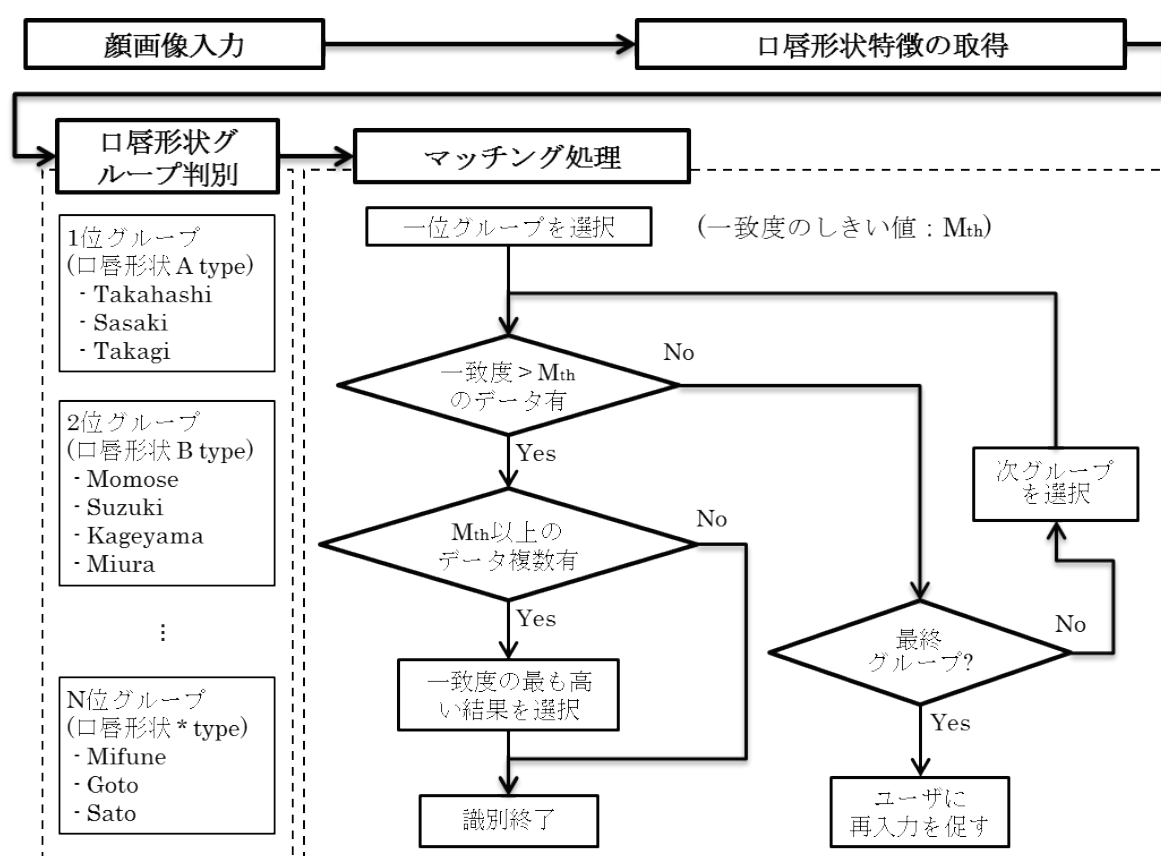 顔画像入力
口唇形状特徴の取得
口唇形状グ
ループ判別
マッチング処理
1位グループ
(口唇形状 A type)
- Takahashi
- Sasaki
- Takagi
2位グループ
(口唇形状 B type)
- Momose
- Suzuki
- Kageyama
- Miura
⋮
N位グループ
(口唇形状 * type)
- Mifune
- Goto
- Sato
一位グループを選択
(一致度のしきい値：Mth)
一致度 > Mth
のデータ有
No
Yes
Mth以上の
データ複数有
No
Yes
一致度の最も高
い結果を選択
識別終了
次グループ
を選択
最終
グループ?
No
Yes
ユーザに
再入力を促す